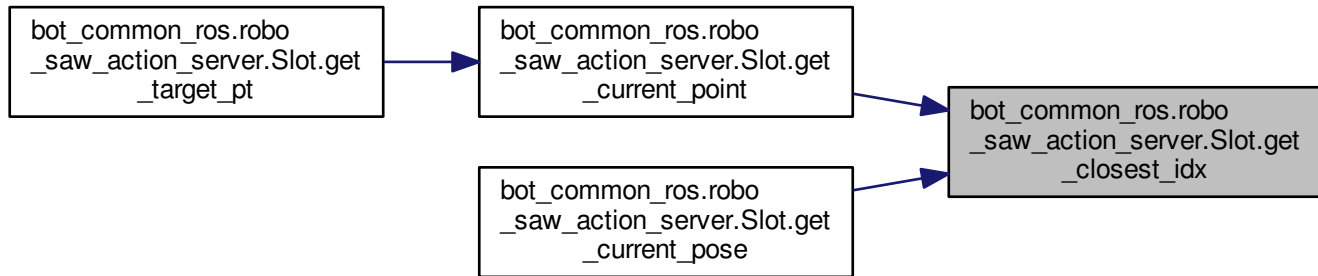 bot_common_ros.robo
_saw_action_server.Slot.get
_target_pt
bot_common_ros.robo
_saw_action_server.Slot.get
_current_point
bot_common_ros.robo
_saw_action_server.Slot.get
_closest_idx
bot_common_ros.robo
_saw_action_server.Slot.get
_current_pose